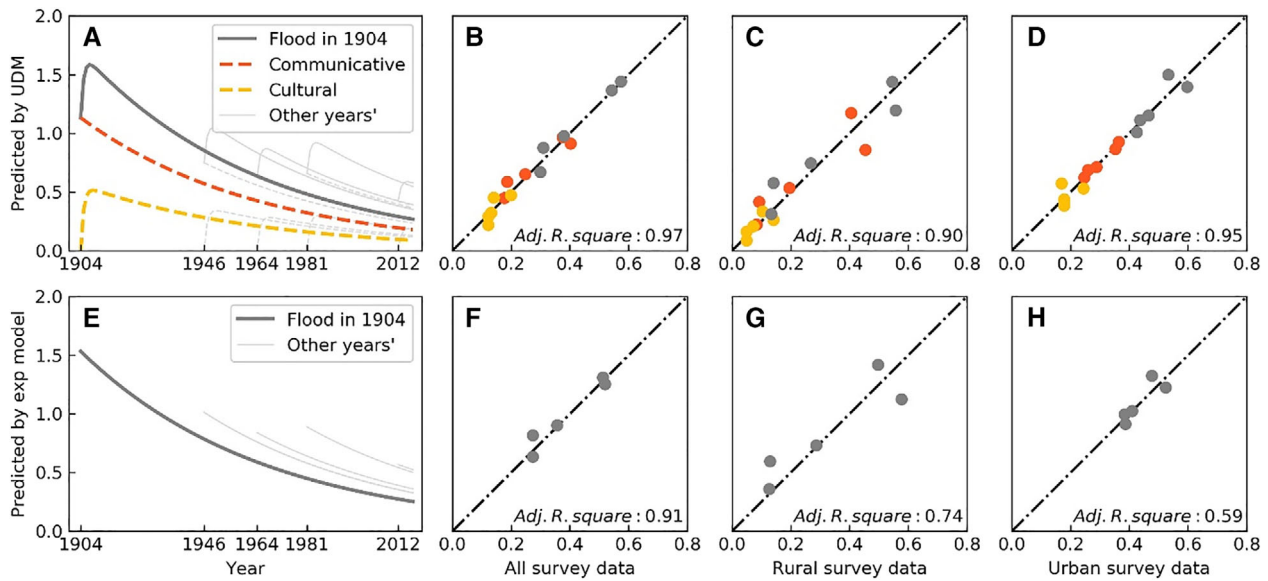 A
Flood in 1904
Communicative
Cultural
Other years'
Predicted by UDM
2.0
1.5
1.0
0.5
0.0
1904
1946
1964
1981
2012
B
Adj. R. square : 0.97
0.0
0.2
0.4
0.6
0.8
C
Adj. R. square : 0.90
0.0
0.2
0.4
0.6
0.8
D
Adj. R. square : 0.95
0.0
0.2
0.4
0.6
0.8
E
Flood in 1904
Other years'
Predicted by exp model
2.0
1.5
1.0
0.5
0.0
1904
1946
1964
1981
2012
Year
F
Adj. R. square : 0.91
0.0
0.2
0.4
0.6
0.8
All survey data
G
Adj. R. square : 0.74
0.0
0.2
0.4
0.6
0.8
Rural survey data
H
Adj. R. square : 0.59
0.0
0.2
0.4
0.6
0.8
Urban survey data